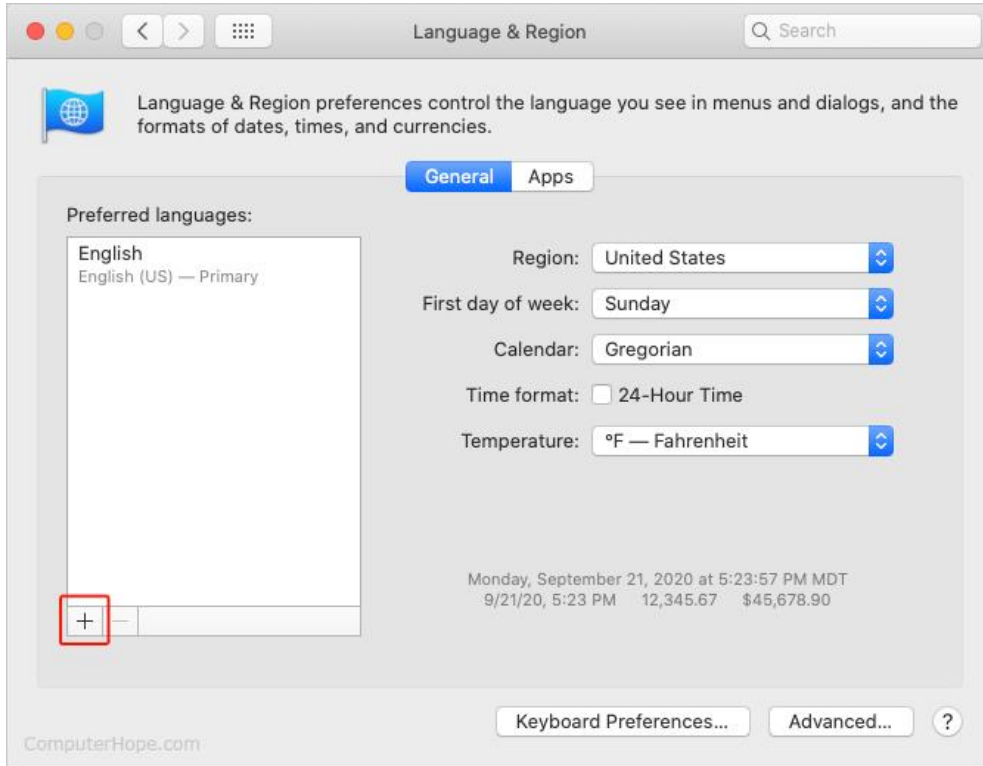 Language & Region
Search
Language & Region preferences control the language you see in menus and dialogs, and the
formats of dates, times, and currencies.
General Apps
Preferred languages:
English
English (US) — Primary
Region: United States
First day of week: Sunday
Calendar: Gregorian
Time format: 24-Hour Time
Temperature: °F — Fahrenheit
Monday, September 21, 2020 at 5:23:57 PM MDT
9/21/20, 5:23 PM 12,345.67 $45,678.90
+ −
Keyboard Preferences... Advanced... ?
ComputerHope.com